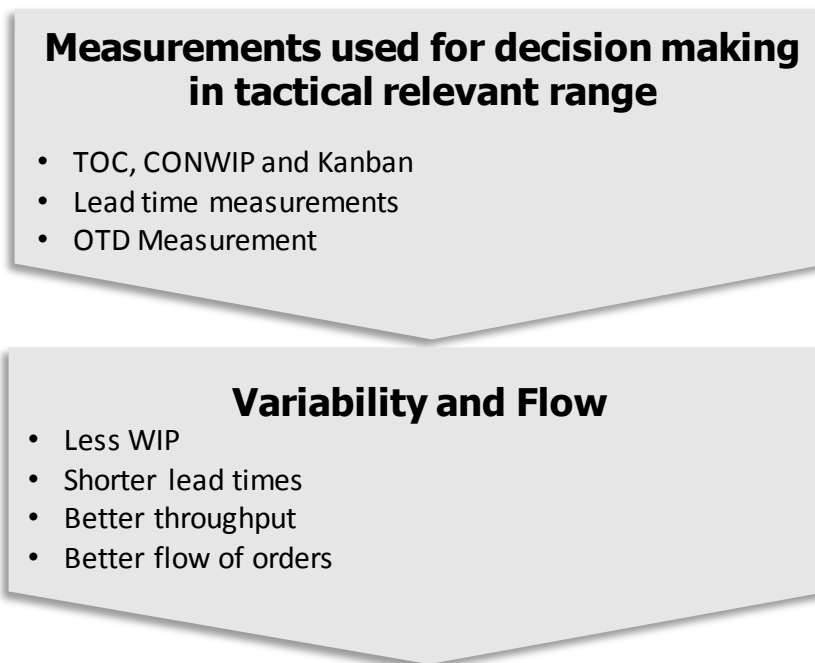 Measurements used for decision making
in tactical relevant range
• TOC, CONWIP and Kanban
• Lead time measurements
• OTD Measurement
Variability and Flow
• Less WIP
• Shorter lead times
• Better throughput
• Better flow of orders